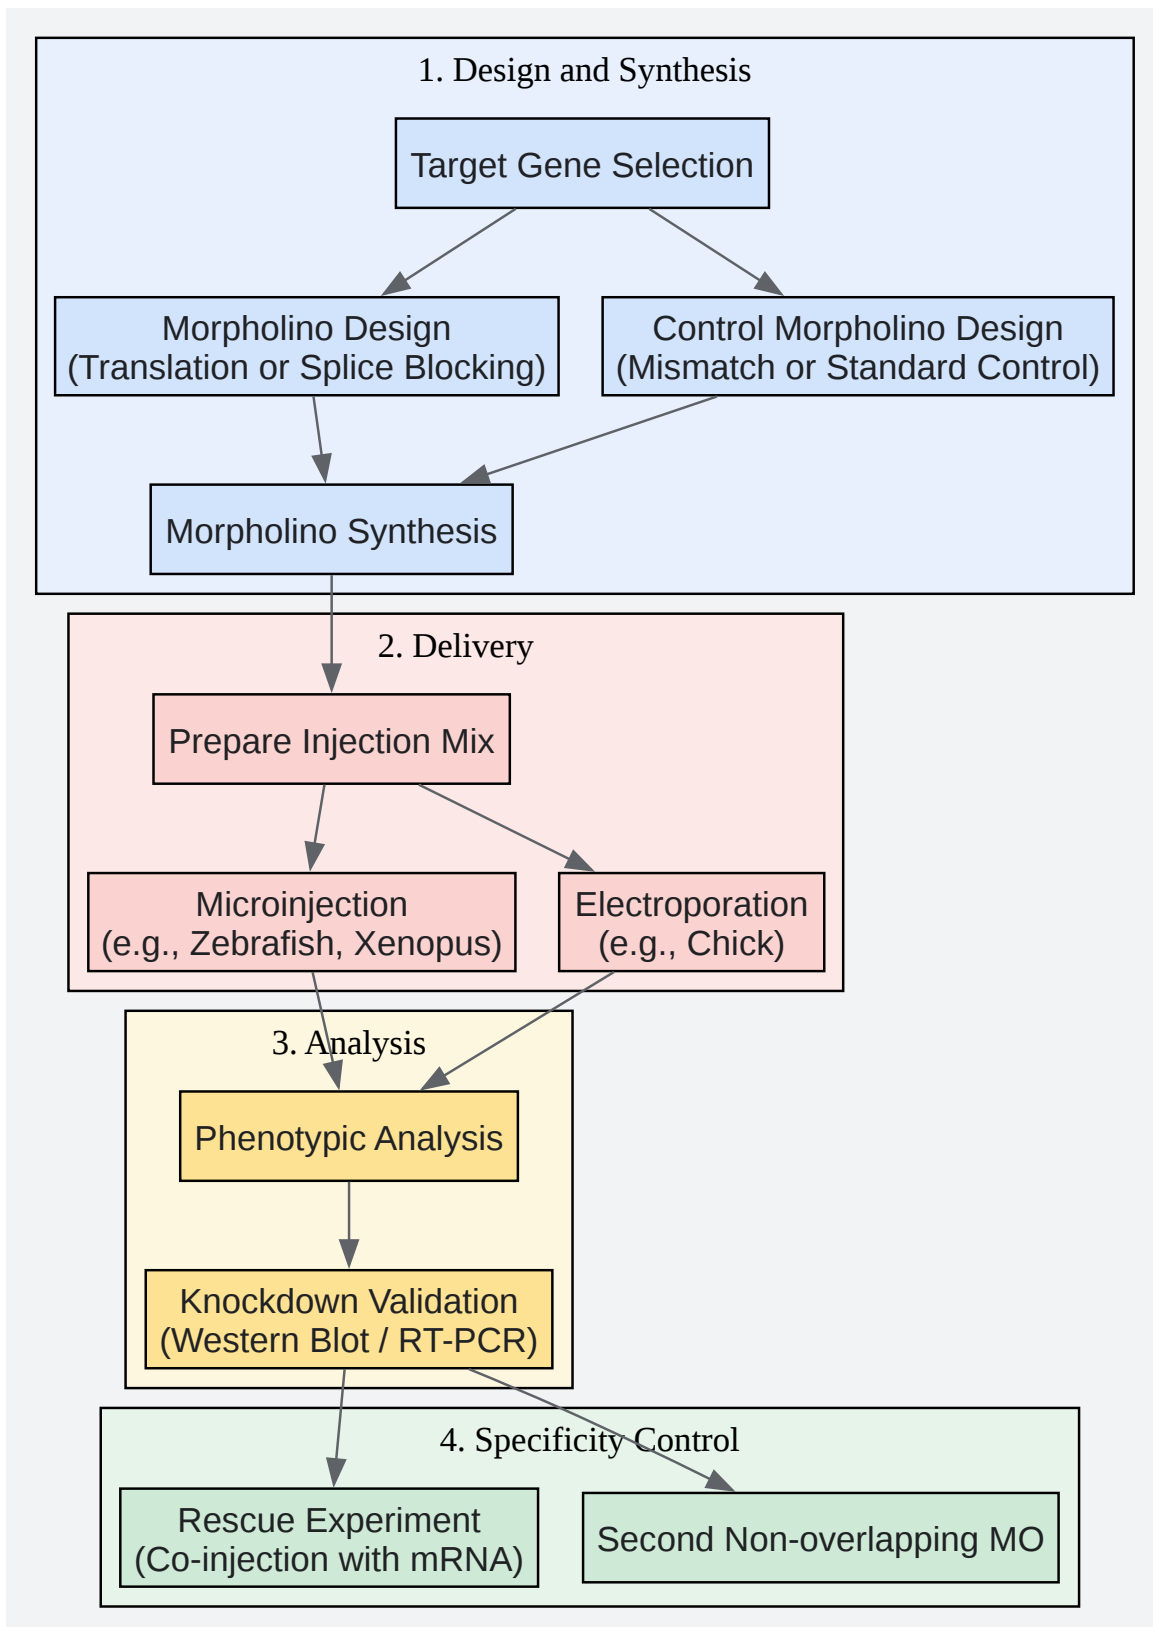 1. Design and Synthesis
Target Gene Selection
Morpholino Design
(Translation or Splice Blocking)
Control Morpholino Design
(Mismatch or Standard Control)
Morpholino Synthesis
2. Delivery
Prepare Injection Mix
Microinjection
(e.g., Zebrafish, Xenopus)
Electroporation
(e.g., Chick)
3. Analysis
Phenotypic Analysis
Knockdown Validation
(Western Blot / RT-PCR)
4. Specificity Control
Rescue Experiment
(Co-injection with mRNA)
Second Non-overlapping MO